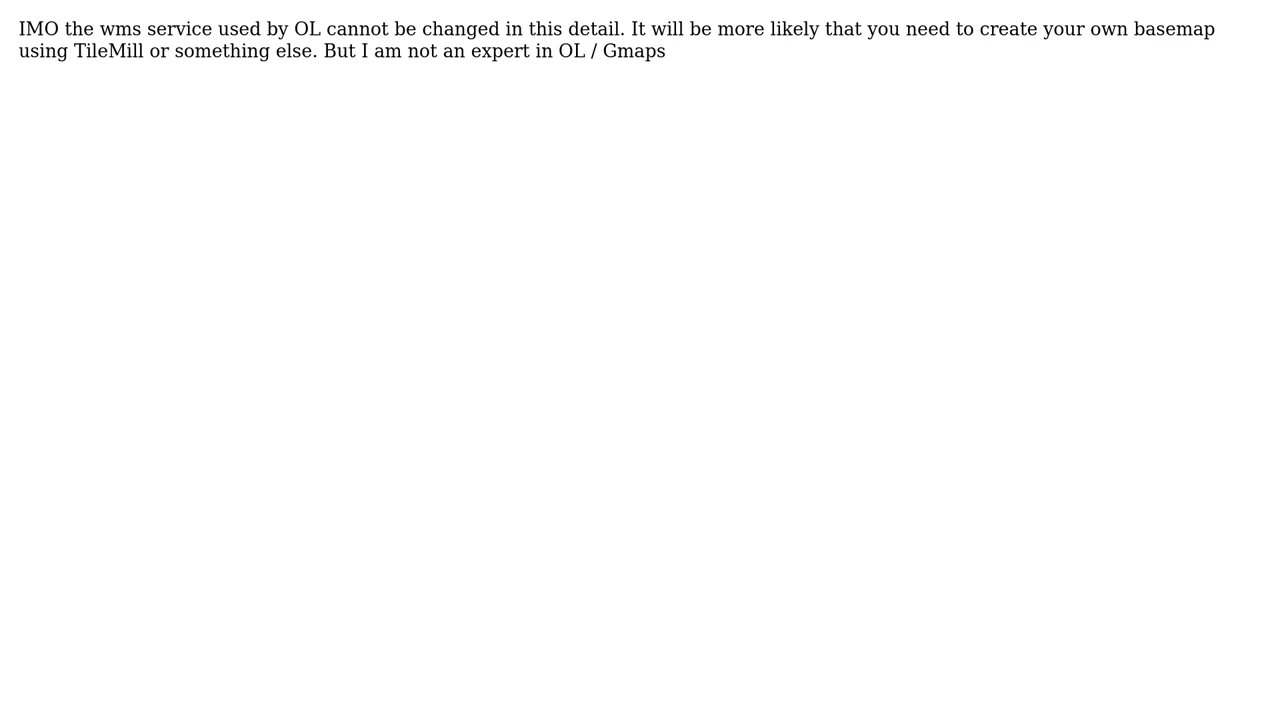 IMO the wms service used by OL cannot be changed in this detail. It will be more likely that you need to create your own basemap
using TileMill or something else. But I am not an expert in OL / Gmaps